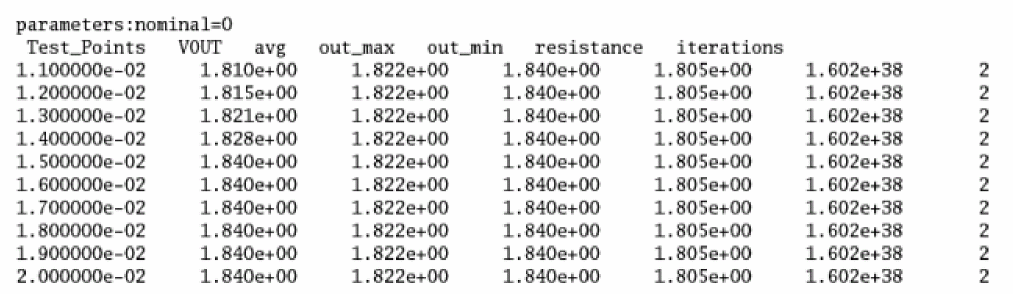 parameters:nominal=0
Test_Points VOUT avg out_max out_min resistance iterations
1.100000e-02 1.810e+00 1.822e+00 1.840e+00 1.805e+00 1.602e+38 2
1.200000e-02 1.815e+00 1.822e+00 1.840e+00 1.805e+00 1.602e+38 2
1.300000e-02 1.821e+00 1.822e+00 1.840e+00 1.805e+00 1.602e+38 2
1.400000e-02 1.828e+00 1.822e+00 1.840e+00 1.805e+00 1.602e+38 2
1.500000e-02 1.840e+00 1.822e+00 1.840e+00 1.805e+00 1.602e+38 2
1.600000e-02 1.840e+00 1.822e+00 1.840e+00 1.805e+00 1.602e+38 2
1.700000e-02 1.840e+00 1.822e+00 1.840e+00 1.805e+00 1.602e+38 2
1.800000e-02 1.840e+00 1.822e+00 1.840e+00 1.805e+00 1.602e+38 2
1.900000e-02 1.840e+00 1.822e+00 1.840e+00 1.805e+00 1.602e+38 2
2.000000e-02 1.840e+00 1.822e+00 1.840e+00 1.805e+00 1.602e+38 2